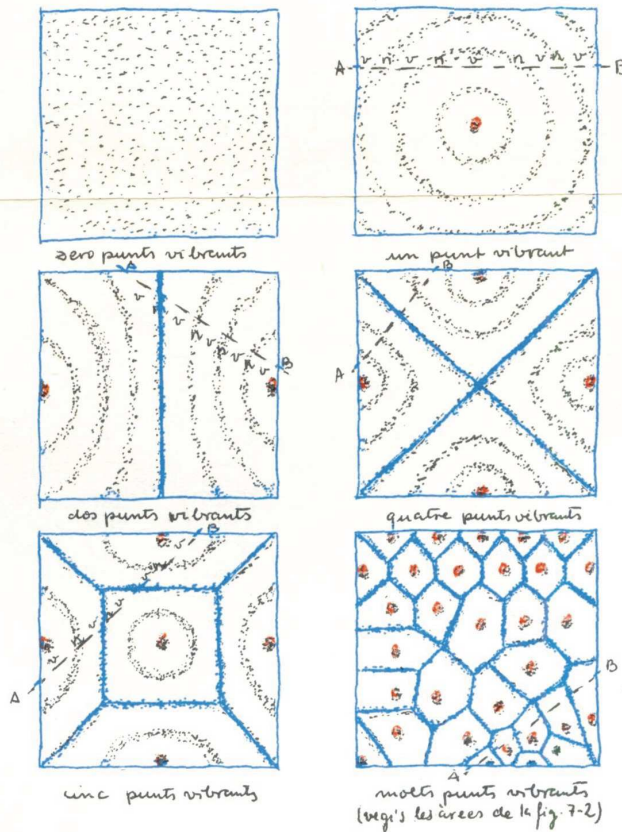 zero punts vibrants
A v n v n v n v n v B
un punt vibrant
A
v n v n v n v n v
B
dos punts vibrants
B
A
quatre punts vibrants
B
v n v n v
A
cinc punts vibrants
B
A
molts punts vibrants
(vegi's les àrees de la fig. 7-2)